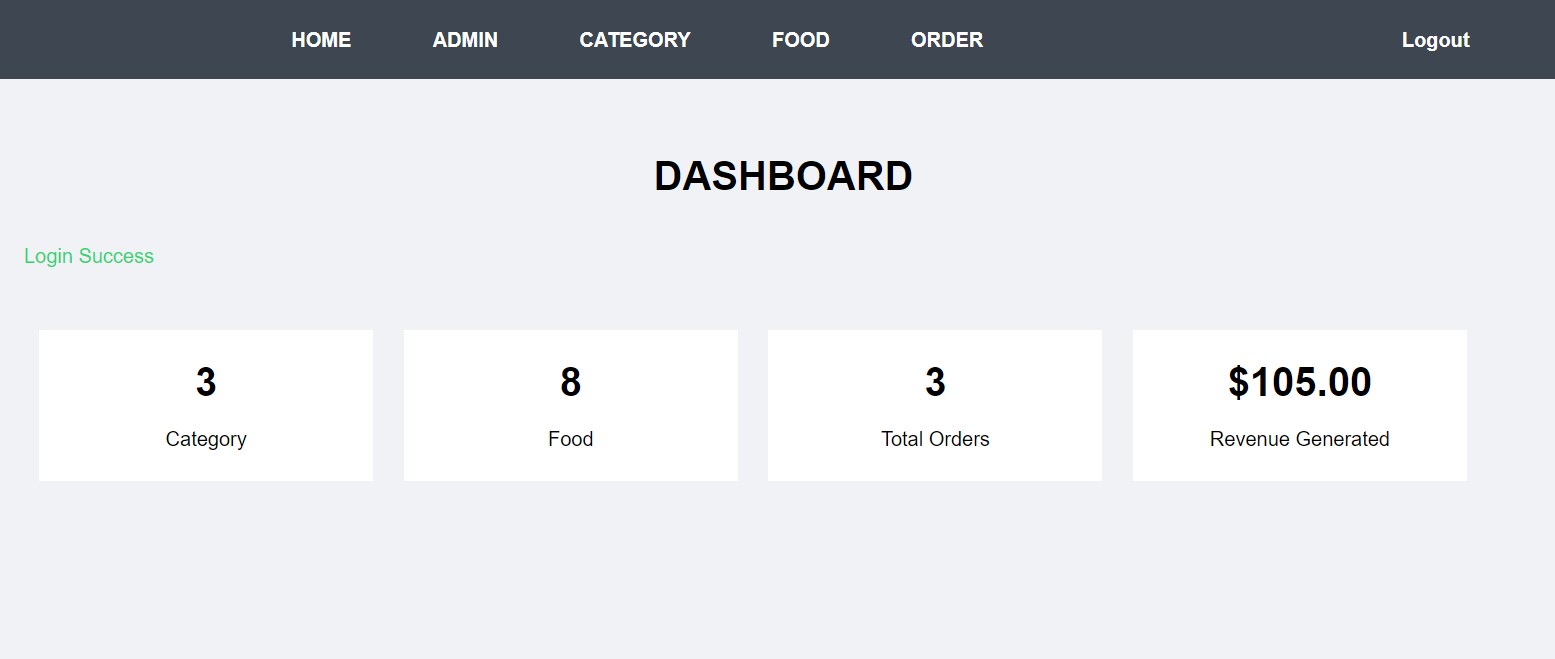 HOME ADMIN CATEGORY FOOD ORDER Logout
DASHBOARD
Login Success
3 8 3 $105.00
Category Food Total Orders Revenue Generated